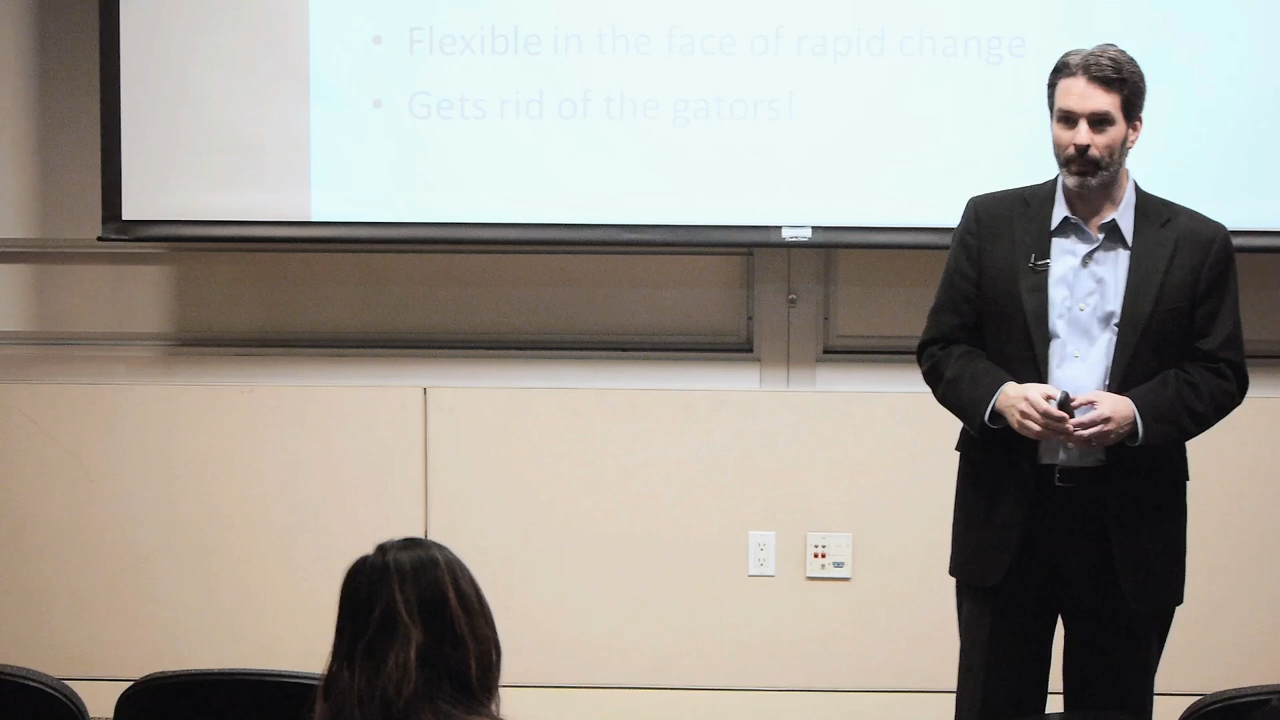 • Flexible in the face of rapid change
• Gets rid of the gators!